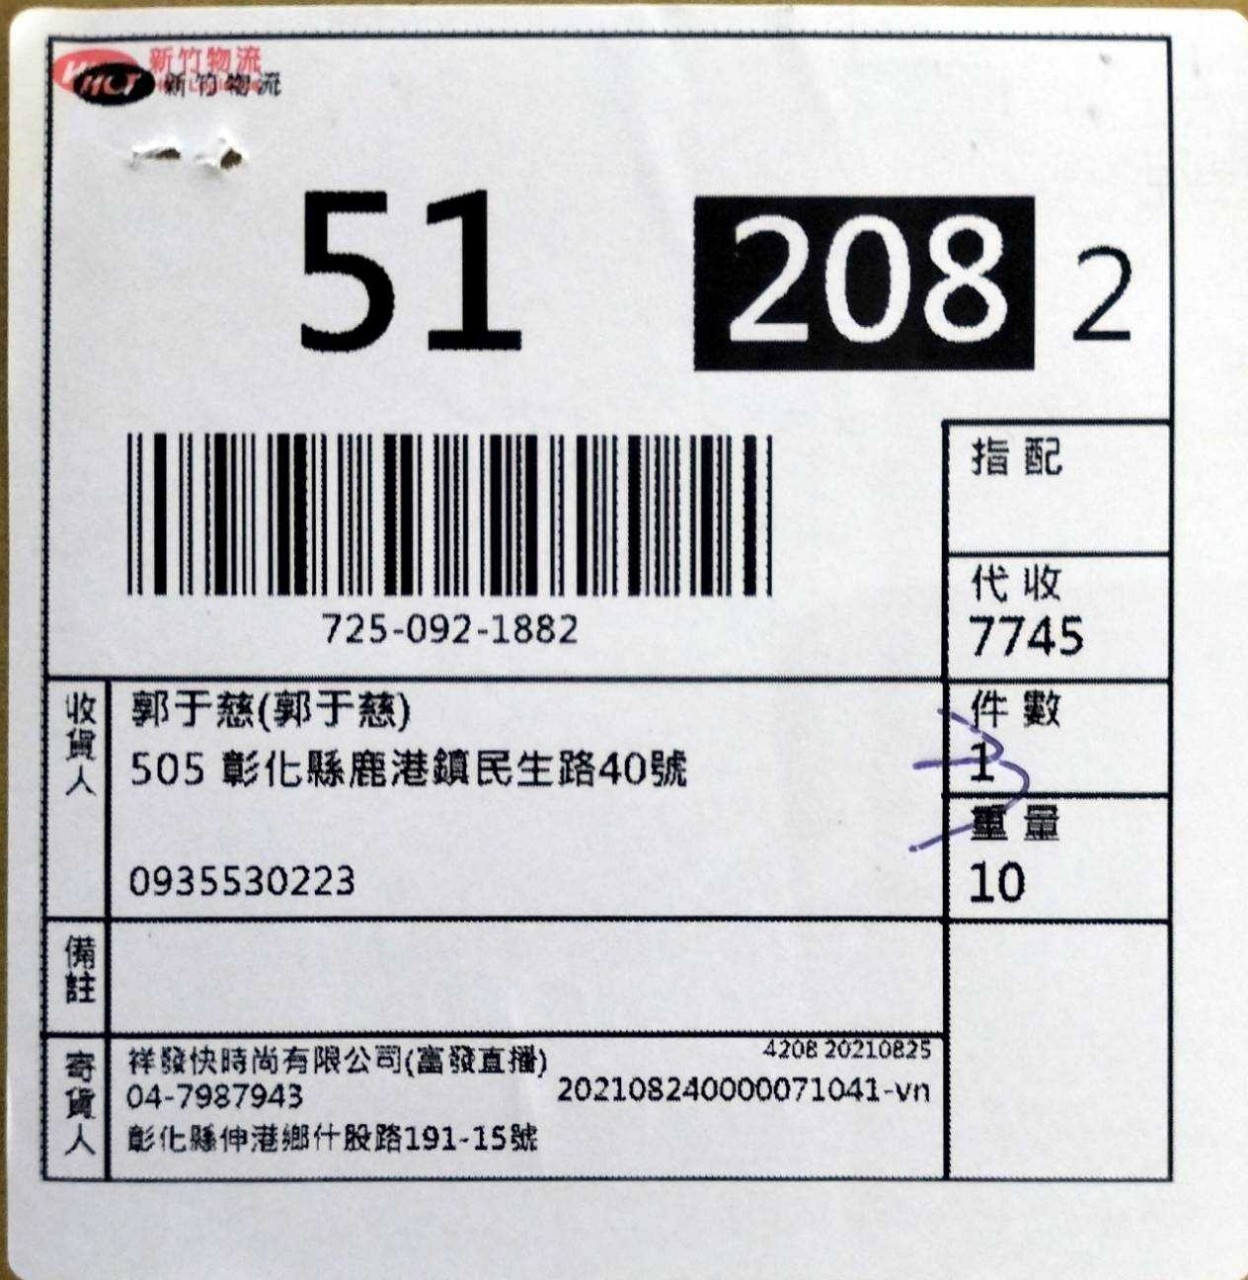 新竹物流
HCT 新竹物流
51 208 2
725-092-1882
指配
代收
7745
收貨人
郭于慈(郭于慈)
505 彰化縣鹿港鎮民生路40號
0935530223
件數
1
重量
10
備註
寄貨人
祥發快時尚有限公司(富發直播)
4208 20210825
04-7987943
202108240000071041-vn
彰化縣伸港鄉什股路191-15號